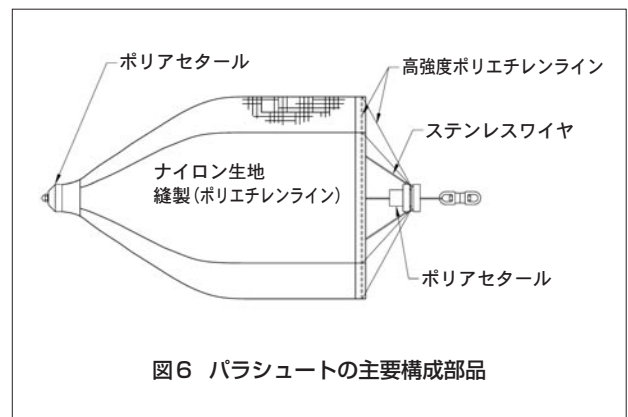 ポリアセタール
高強度ポリエチレンライン
ステンレスワイヤ
ナイロン生地
縫製(ポリエチレンライン)
ポリアセタール
図6 パラシュートの主要構成部品